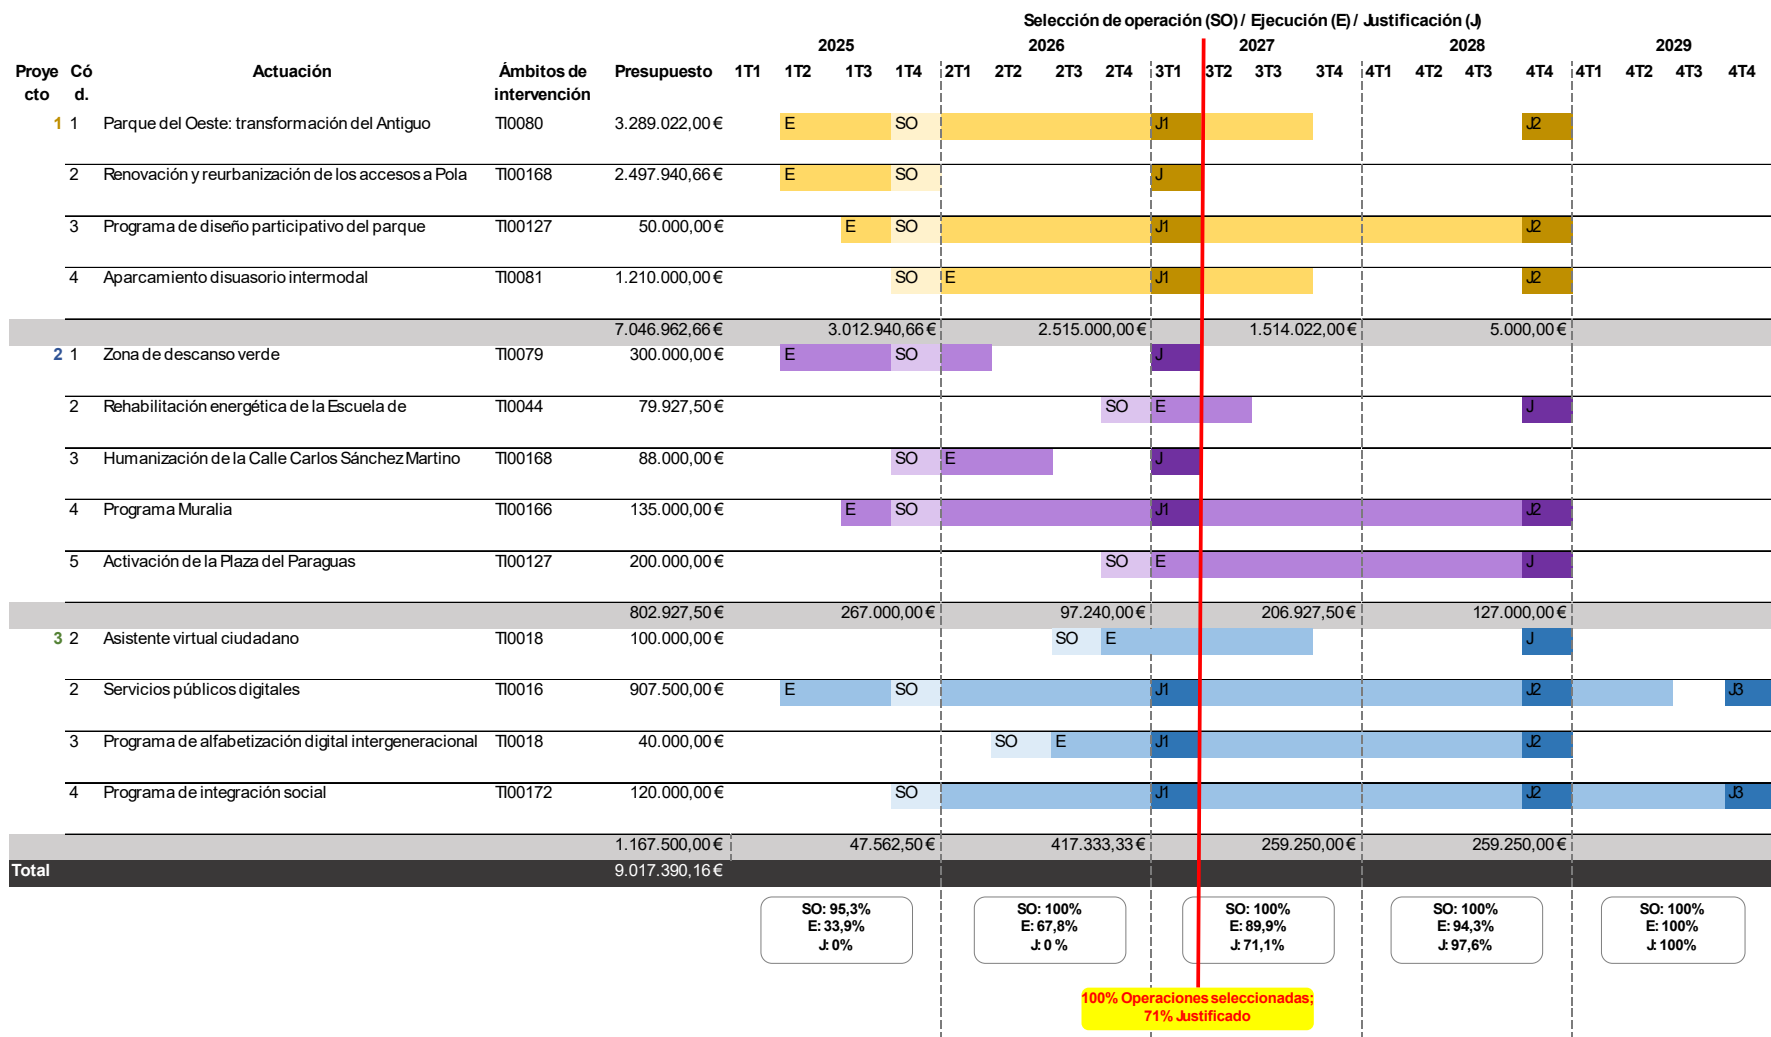 Selección de operación (SO) / Ejecución (E) / Justificación (J)
2025 2026 2027 2028 2029
Proyecto Cód. Actuación Ámbitos de intervención Presupuesto 1T1 1T2 1T3 1T4 2T1 2T2 2T3 2T4 3T1 3T2 3T3 3T4 4T1 4T2 4T3 4T4 4T1 4T2 4T3 4T4
1 1 Parque del Oeste: transformación del Antiguo TI0080 3.289.022,00 € E SO J1 J2
2 Renovación y reurbanización de los accesos a Pola TI00168 2.497.940,66 € E SO J
3 Programa de diseño participativo del parque TI00127 50.000,00 € E SO J1 J2
4 Aparcamiento disuasorio intermodal TI0081 1.210.000,00 € SO E J1 J2
7.046.962,66 € 3.012.940,66 € 2.515.000,00 € 1.514.022,00 € 5.000,00 €
2 1 Zona de descanso verde TI0079 300.000,00 € E SO J
2 Rehabilitación energética de la Escuela de TI0044 79.927,50 € SO E J
3 Humanización de la Calle Carlos Sánchez Martino TI00168 88.000,00 € SO E J
4 Programa Muralia TI00166 135.000,00 € E SO J1 J2
5 Activación de la Plaza del Paraguas TI00127 200.000,00 € SO E J
802.927,50 € 267.000,00 € 97.240,00 € 206.927,50 € 127.000,00 €
3 2 Asistente virtual ciudadano TI0018 100.000,00 € SO E J
2 Servicios públicos digitales TI0016 907.500,00 € E SO J1 J2 J3
3 Programa de alfabetización digital intergeneracional TI0018 40.000,00 € SO E J1 J2
4 Programa de integración social TI00172 120.000,00 € SO J1 J2 J3
1.167.500,00 € 47.562,50 € 417.333,33 € 259.250,00 € 259.250,00 €
Total 9.017.390,16 €
SO: 95,3% SO: 100% SO: 100% SO: 100% SO: 100%
E: 33,9% E: 67,8% E: 89,9% E: 94,3% E: 100%
J: 0% J: 0 % J: 71,1% J: 97,6% J: 100%
100% Operaciones seleccionadas;
71% Justificado